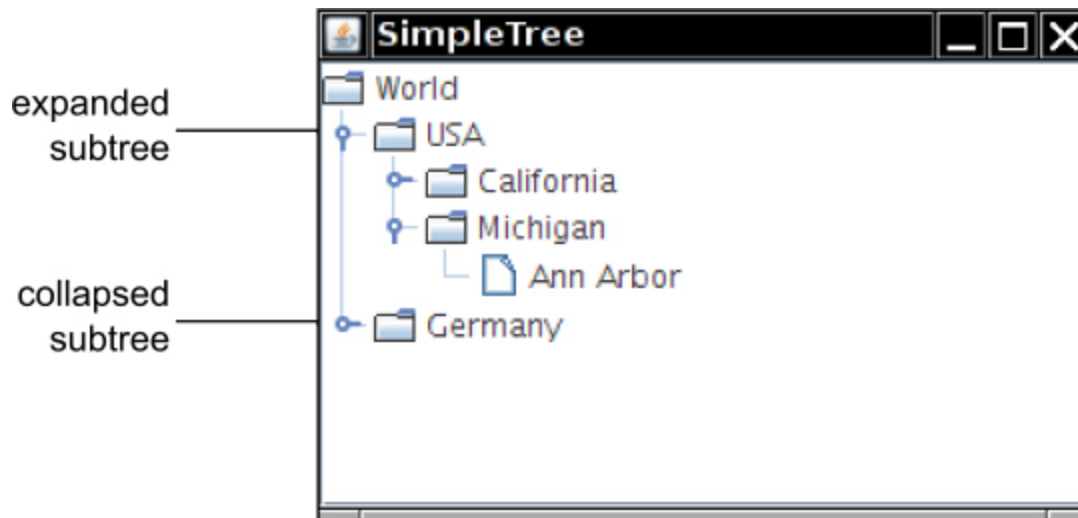 SimpleTree
World
expanded
subtree
USA
California
Michigan
Ann Arbor
collapsed
subtree
Germany